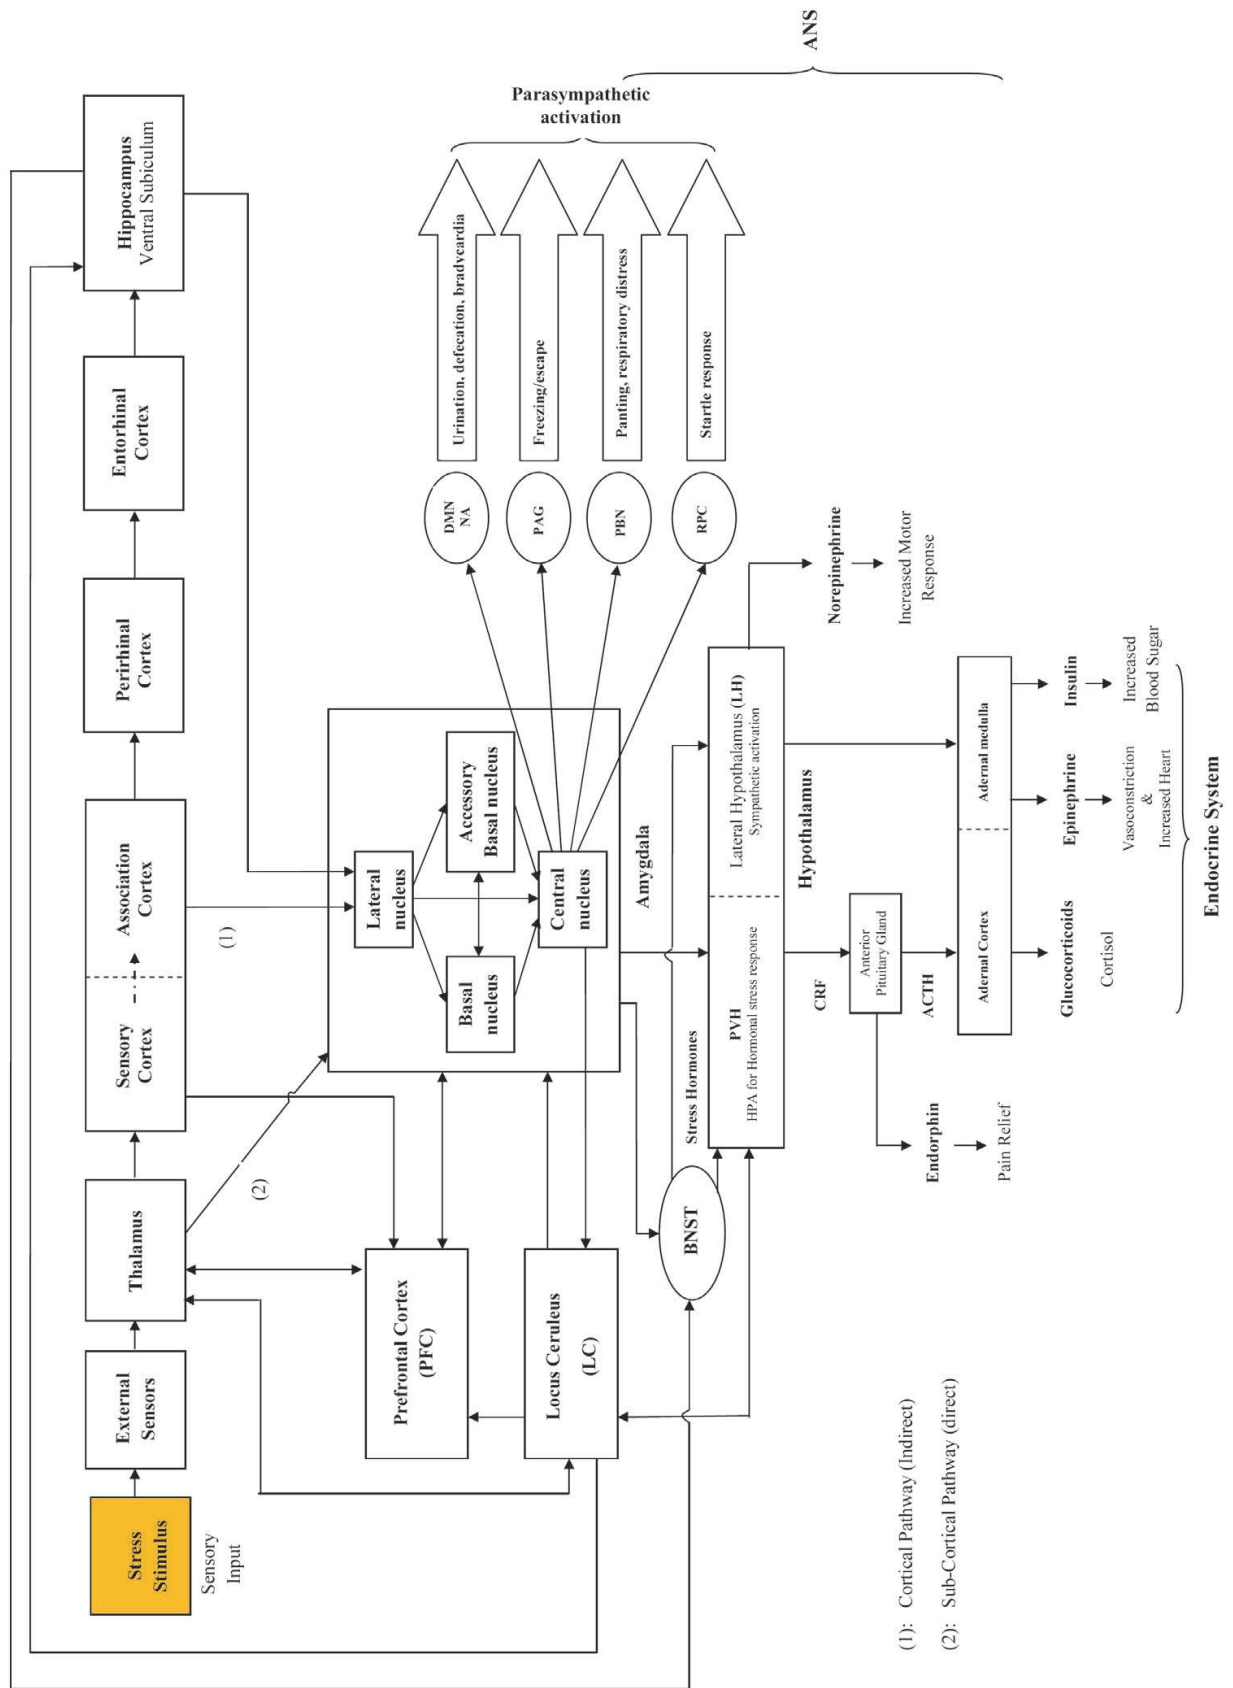 Stress
Stimulus
Sensory
Input
External
Sensors
Thalamus
Sensory
Cortex
Association
Cortex
Perirhinal
Cortex
Entorhinal
Cortex
Hippocampus
Ventral Subiculum
(1)
(2)
Prefrontal Cortex
(PFC)
Locus Ceruleus
(LC)
Lateral
nucleus
Basal
nucleus
Accessory
Basal nucleus
Central
nucleus
Amygdala
DMN
NA
PAG
PBN
RPC
Urination, defecation, bradycardia
Freezing/escape
Panting, respiratory distress
Startle response
Parasympathetic
activation
ANS
BNST
Stress Hormones
PVH
HPA for Hormonal stress response
Lateral Hypothalamus (LH)
Sympathetic activation
Hypothalamus
Norepinephrine
Increased Motor
Response
CRF
Anterior
Pituitary Gland
ACTH
Endorphin
Pain Relief
Adernal Cortex
Adernal medulla
Glucocorticoids
Cortisol
Epinephrine
Vasoconstriction
&
Increased Heart
Insulin
Increased
Blood Sugar
Endocrine System
(1): Cortical Pathway (Indirect)
(2): Sub-Cortical Pathway (direct)